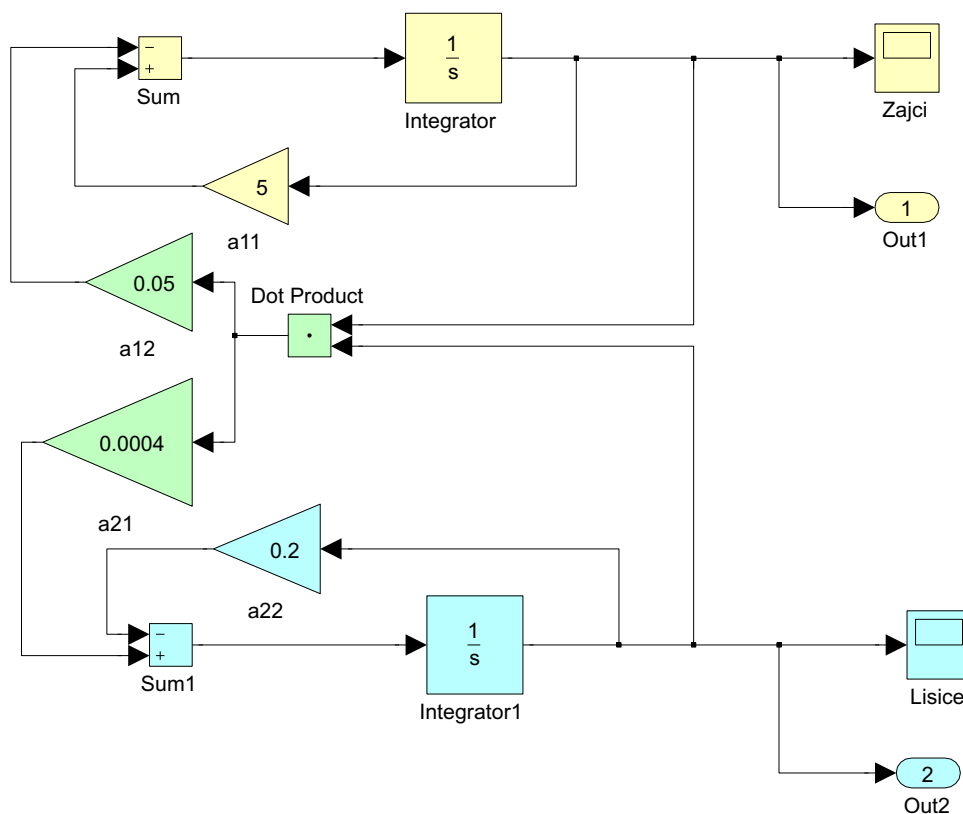 −
+
Sum
1
s
Integrator
Zajci
5
a11
1
Out1
0.05
a12
Dot Product
0.0004
a21
0.2
a22
−
+
Sum1
1
s
Integrator1
Lisice
2
Out2